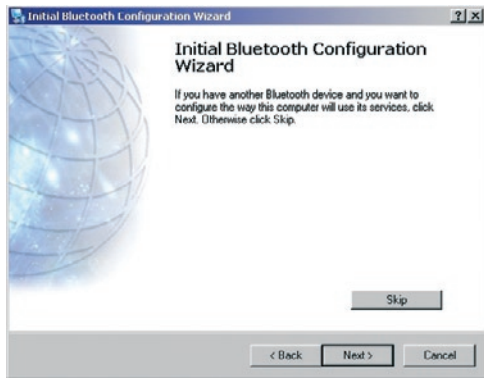 Initial Bluetooth Configuration Wizard
Initial Bluetooth Configuration
Wizard
If you have another Bluetooth device and you want to
configure the way this computer will use its services, click
Next. Otherwise click Skip.
Skip
< Back Next > Cancel